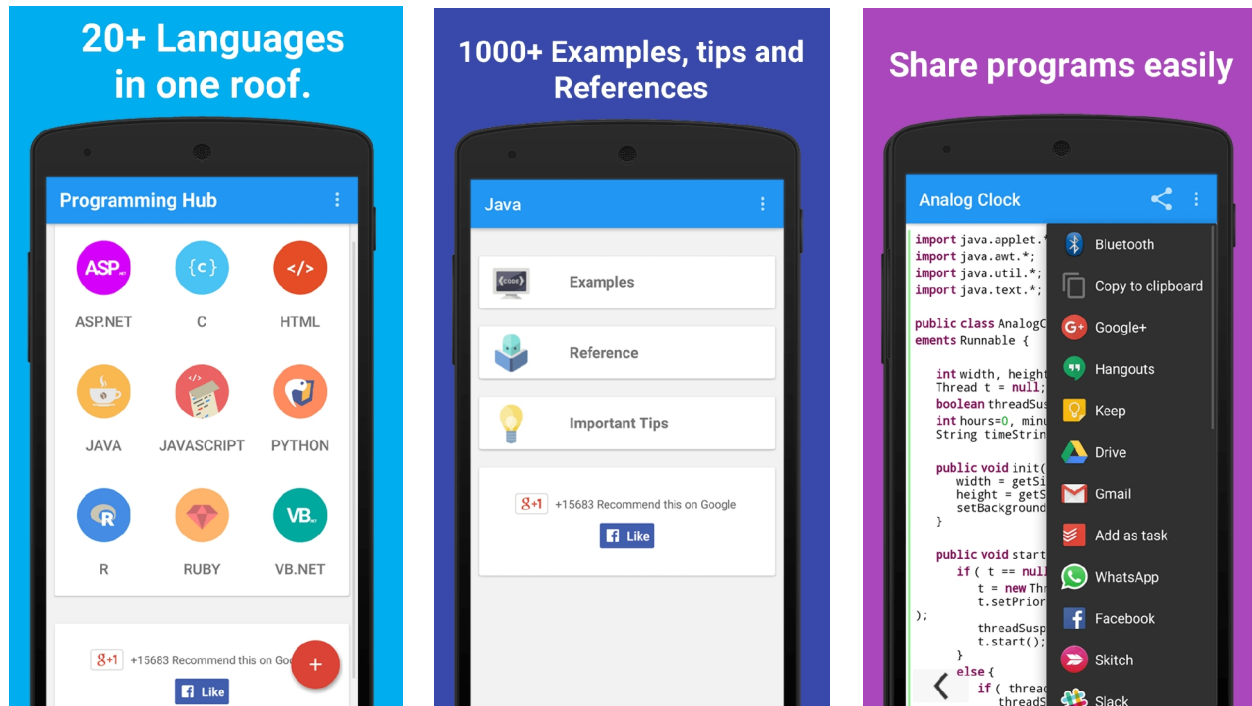 20+ Languages
in one roof.
Programming Hub
ASP.NET
{c}
</>
ASP.NET
C
HTML
</>
JAVA
JAVASCRIPT
PYTHON
R
VB.NET
R
RUBY
VB.NET
g+1 +15683 Recommend this on Goo
+
f Like
1000+ Examples, tips and
References
Java
{CODE}
Examples
Reference
Important Tips
g+1 +15683 Recommend this on Google
f Like
Share programs easily
Analog Clock
import java.applet.*
import java.awt.*;
import java.util.*;
import java.text.*;
public class AnalogC
ements Runnable {
int width, height
Thread t = null;
boolean threadSus
int hours=0, minu
String timeStrin
public void init(
width = getSi
height = getS
setBackground
}
public void start
if ( t == null
t = new Thr
t.setPrior
);
threadSusp
t.start();
}
else {
if ( thread
threadS
Bluetooth
Copy to clipboard
G+ Google+
Hangouts
Keep
Drive
Gmail
Add as task
WhatsApp
f Facebook
Skitch
Slack